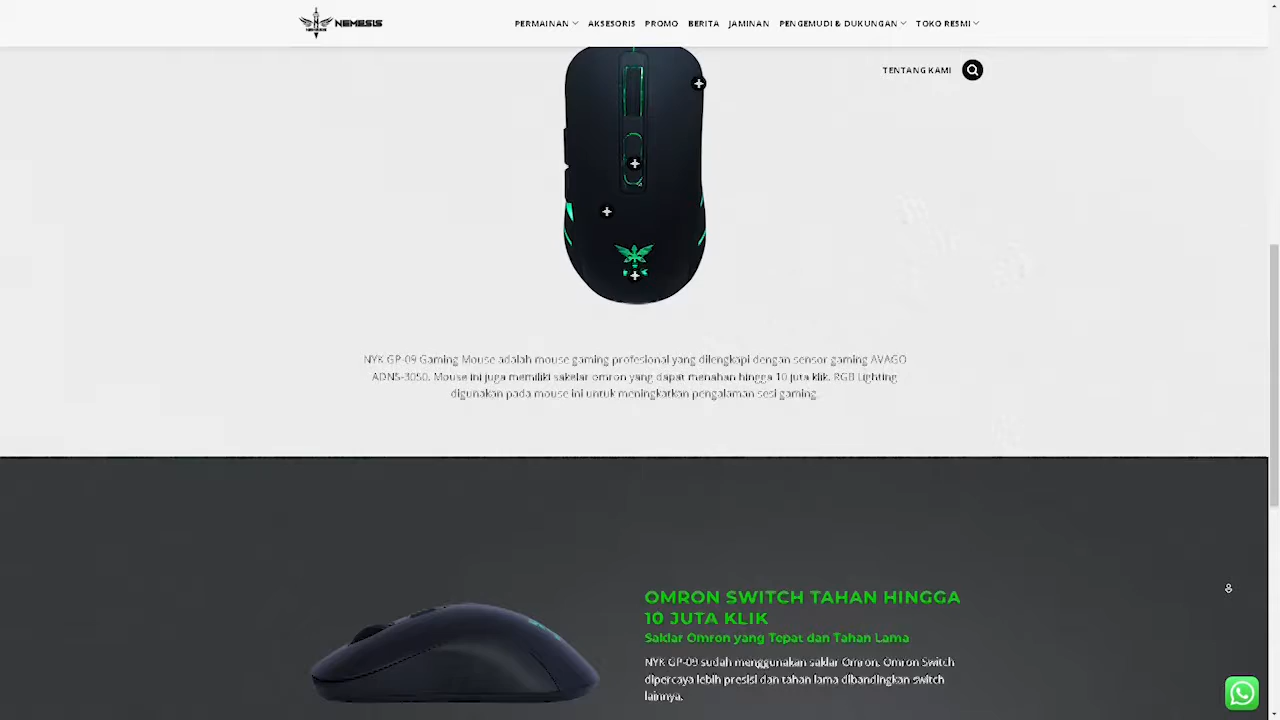 NEMESIS
PERMAINAN AKSESORIS PROMO BERITA JAMINAN PENGEMUDI & DUKUNGAN TOKO RESMI
TENTANG KAMI
NYK GP-09 Gaming Mouse adalah mouse gaming profesional yang dilengkapi dengan sensor gaming AVAGO
ADNS-3050. Mouse ini juga memiliki sakelar omron yang dapat menahan hingga 10 juta klik. RGB Lighting
digunakan pada mouse ini untuk meningkatkan pengalaman sesi gaming.
OMRON SWITCH TAHAN HINGGA
10 JUTA KLIK
Saklar Omron yang Tepat dan Tahan Lama
NYK GP-09 sudah menggunakan saklar Omron. Omron Switch
dipercaya lebih presisi dan tahan lama dibandingkan switch
lainnya.